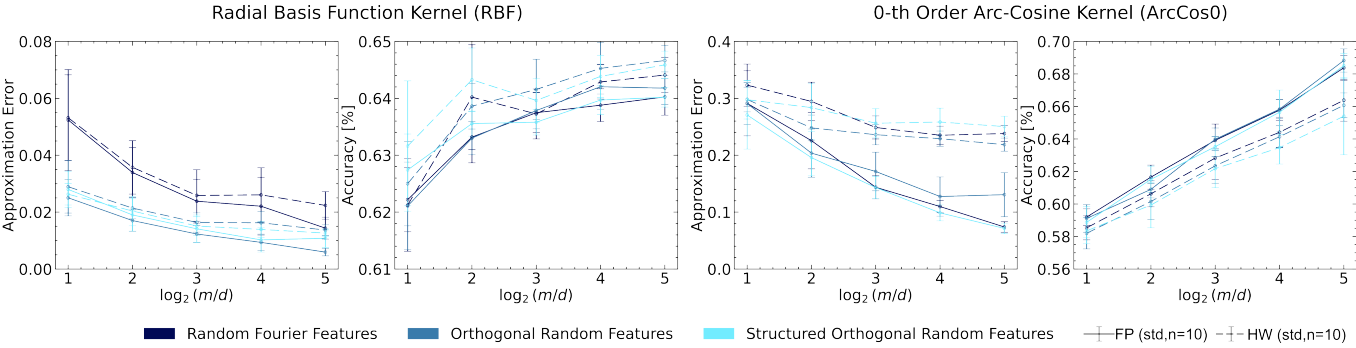 Radial Basis Function Kernel (RBF)
0-th Order Arc-Cosine Kernel (ArcCos0)
Approximation Error
0.08
0.06
0.04
0.02
0.00
1 2 3 4 5
log2 (m/d)
Accuracy [%]
0.65
0.64
0.63
0.62
0.61
1 2 3 4 5
log2 (m/d)
Approximation Error
0.4
0.3
0.2
0.1
0.0
1 2 3 4 5
log2 (m/d)
Accuracy [%]
0.70
0.68
0.66
0.64
0.62
0.60
0.58
0.56
1 2 3 4 5
log2 (m/d)
Random Fourier Features
Orthogonal Random Features
Structured Orthogonal Random Features
FP (std,n=10)
HW (std,n=10)